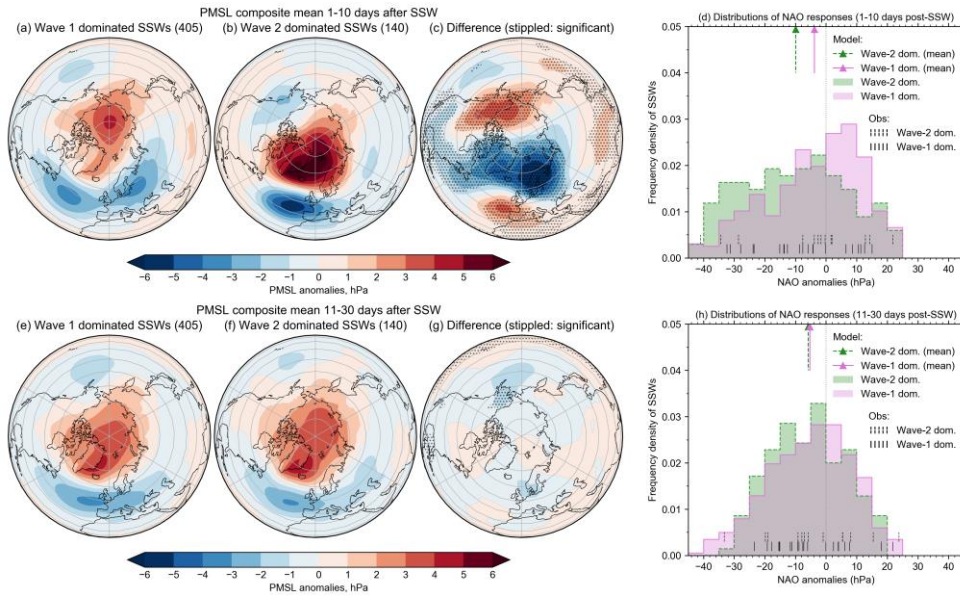 PMSL composite mean 1-10 days after SSW
(a) Wave 1 dominated SSWs (405)
(b) Wave 2 dominated SSWs (140)
(c) Difference (stippled: significant)
−6 −5 −4 −3 −2 −1 0 1 2 3 4 5 6
PMSL anomalies, hPa
(d) Distributions of NAO responses (1-10 days post-SSW)
Frequency density of SSWs
0.05
0.04
0.03
0.02
0.01
0.00
Model:
Wave-2 dom. (mean)
Wave-1 dom. (mean)
Wave-2 dom.
Wave-1 dom.
Obs:
Wave-2 dom.
Wave-1 dom.
−40 −30 −20 −10 0 10 20 30 40
NAO anomalies (hPa)
PMSL composite mean 11-30 days after SSW
(e) Wave 1 dominated SSWs (405)
(f) Wave 2 dominated SSWs (140)
(g) Difference (stippled: significant)
−6 −5 −4 −3 −2 −1 0 1 2 3 4 5 6
PMSL anomalies, hPa
(h) Distributions of NAO responses (11-30 days post-SSW)
Frequency density of SSWs
0.05
0.04
0.03
0.02
0.01
0.00
Model:
Wave-2 dom. (mean)
Wave-1 dom. (mean)
Wave-2 dom.
Wave-1 dom.
Obs:
Wave-2 dom.
Wave-1 dom.
−40 −30 −20 −10 0 10 20 30 40
NAO anomalies (hPa)